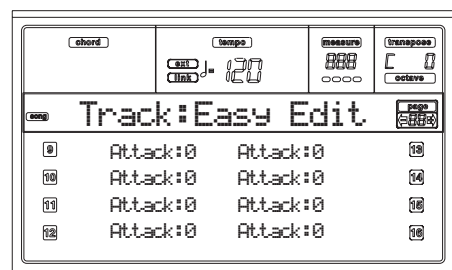 chord tempo measure transpose
ext
link ♩= 120 888 C 0
octave
song Track:Easy Edit page
88
9 Attack:0 Attack:0 13
10 Attack:0 Attack:0 14
11 Attack:0 Attack:0 15
12 Attack:0 Attack:0 16